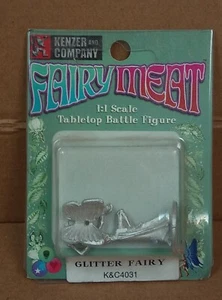 KENZER AND
COMPANY
FAIRY MEAT
1:1 Scale
Tabletop Battle Figure
GLITTER FAIRY
K&C4031